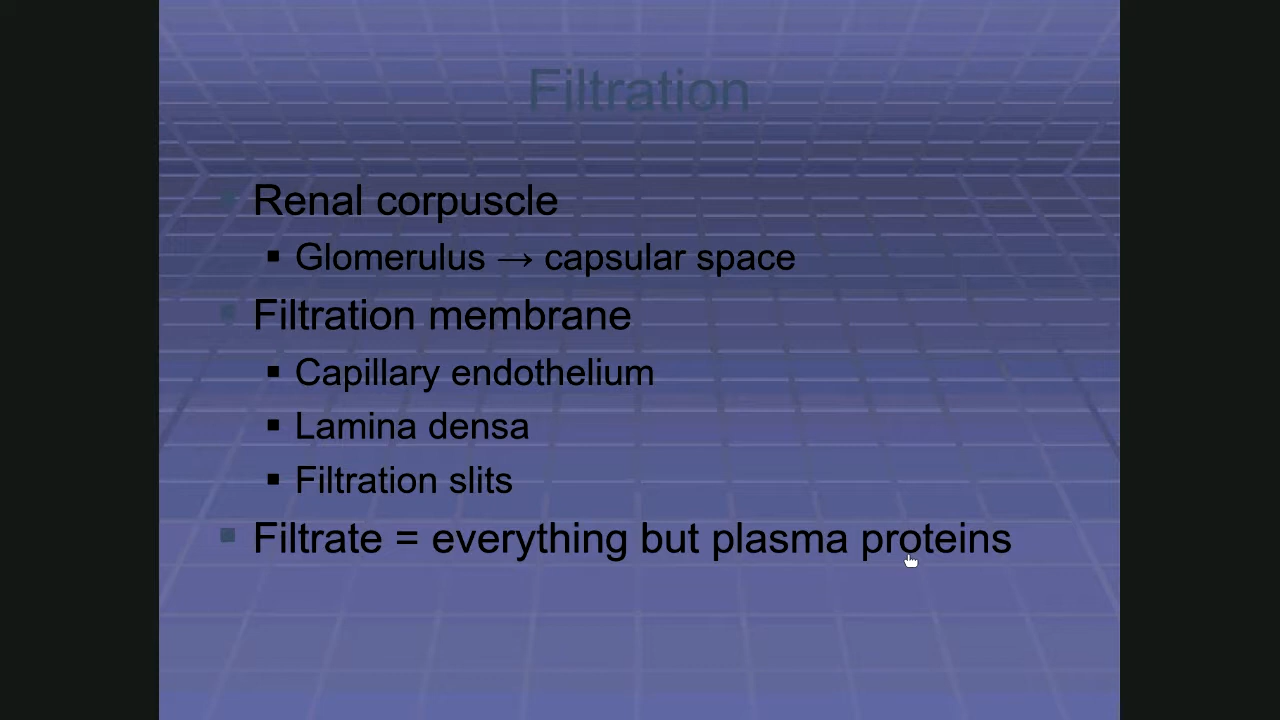 Filtration
Renal corpuscle
Glomerulus → capsular space
Filtration membrane
Capillary endothelium
Lamina densa
Filtration slits
Filtrate = everything but plasma proteins